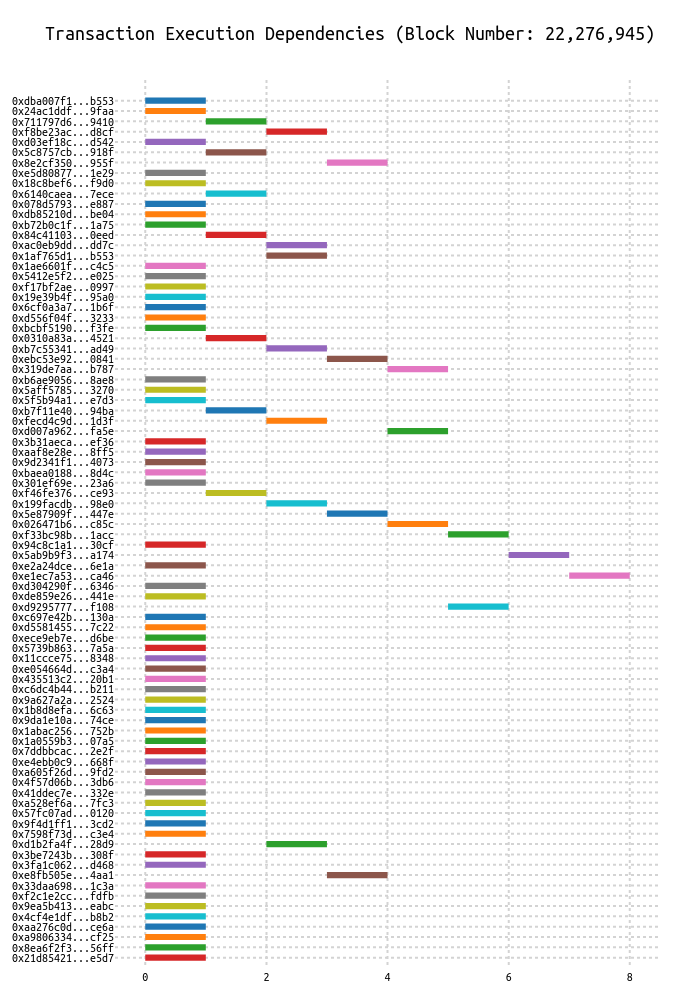 Transaction Execution Dependencies (Block Number: 22,276,945)
0xdba007f1...b553
0x24ac1ddf...9faa
0x711797d6...9410
0xf8be23ac...d8cf
0xd03ef18c...d542
0x5c8757cb...918f
0x8e2cf350...955f
0xe5d80877...1e29
0x18c8bef6...f9d0
0x6140caea...7ece
0x078d5793...e887
0xdb85210d...be04
0xb72b0c1f...1a75
0x84c41103...0eed
0xac0eb9dd...dd7c
0x1af765d1...b553
0x1ae6601f...c4c5
0x5412e5f2...e025
0xf17bf2ae...0997
0x19e39b4f...95a0
0x6cf0a3a7...1b6f
0xd556f04f...3233
0xbcbf5190...f3fe
0x0310a83a...4521
0xb7c55341...ad49
0xebc53e92...0841
0x319de7aa...b787
0xb6ae9056...8ae8
0x5aff5785...3270
0x5f5b94a1...e7d3
0xb7f11e40...94ba
0xfecd4c9d...1d3f
0xd007a962...fa5e
0x3b31aeca...ef36
0xaaf8e28e...8ff5
0x9d2341f1...4073
0xbaea0188...8d4c
0x301ef69e...23a6
0xf46fe376...ce93
0x199facdb...98e0
0x5e87909f...447e
0x026471b6...c85c
0xf33bc98b...1acc
0x94c8c1a1...30cf
0x5ab9b9f3...a174
0xe2a24dce...6e1a
0xe1ec7a53...ca46
0xd304290f...6346
0xde859e26...441e
0xd9295777...f108
0xc697e42b...130a
0xd5581455...7c22
0xece9eb7e...d6be
0x5739b863...7a5a
0x11ccce75...8348
0xe054664d...c3a4
0x435513c2...20b1
0xc6dc4b44...b211
0x9a627a2a...2524
0x1b8d8efa...6c63
0x9da1e10a...74ce
0x1abac256...752b
0x1a0559b3...07a5
0x7ddbbcac...2e2f
0xe4ebb0c9...668f
0xa605f26d...9fd2
0x4f57d06b...3db6
0x41ddec7e...332e
0xa528ef6a...7fc3
0x57fc07ad...0120
0x9f4d1ff1...3cd2
0x7598f73d...c3e4
0xd1b2fa4f...28d9
0x3be7243b...308f
0x3fa1c062...d468
0xe8fb505e...4aa1
0x33daa698...1c3a
0xf2c1e2cc...fdfb
0x9ea5b413...eabc
0x4cf4e1df...b8b2
0xaa276c0d...ce6a
0xa9806334...cf25
0x8ea6f2f3...56ff
0x21d85421...e5d7
0 2 4 6 8